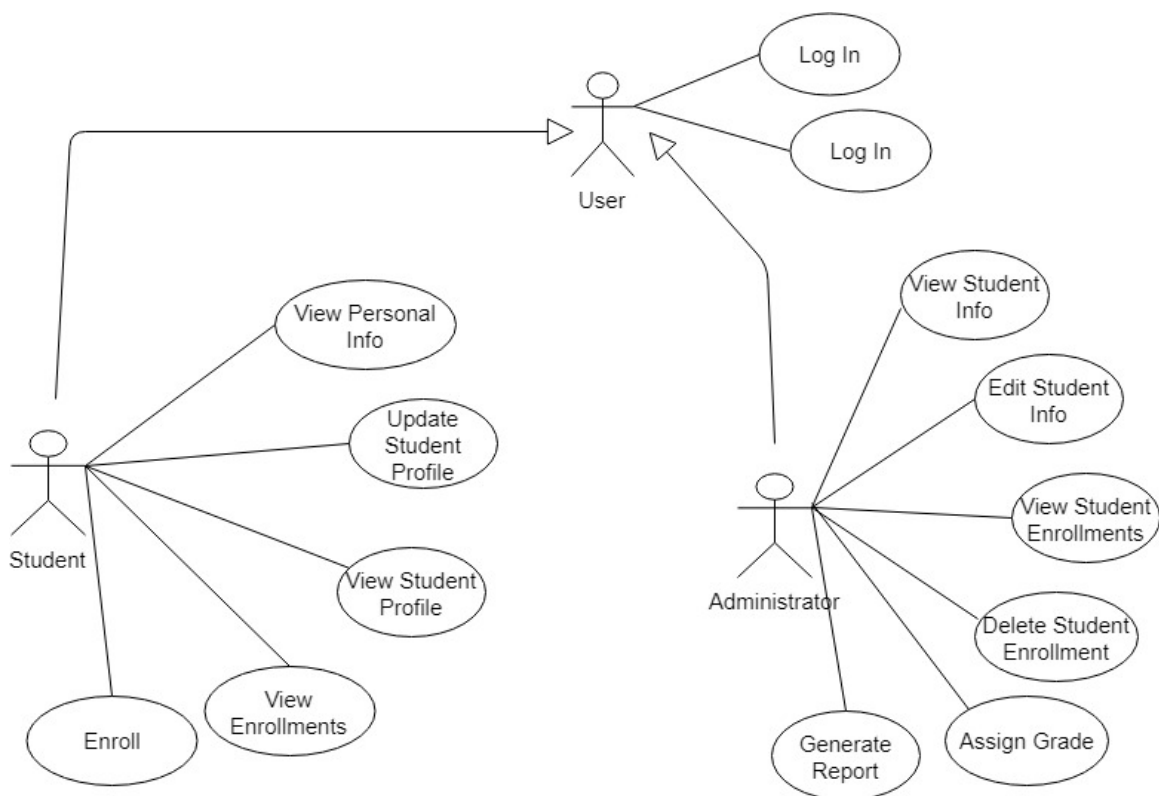 Log In
Log In
User
View Student
Info
View Personal
Info
Edit Student
Info
Update
Student
Profile
Student
View Student
Enrollments
View Student
Profile
Administrator
Delete Student
Enrollment
View
Enrollments
Enroll
Generate
Report
Assign Grade